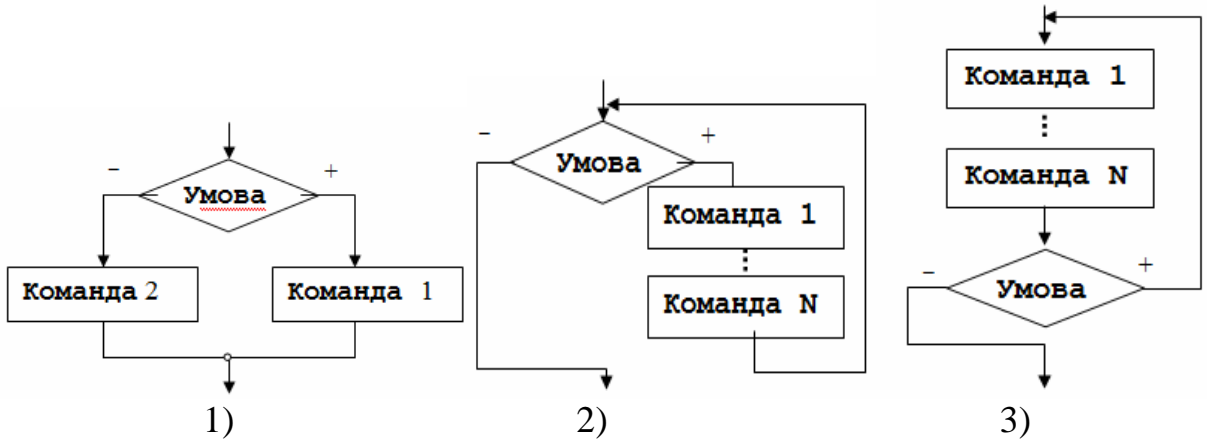 - +
Умова
Команда 2
Команда 1
1)
- +
Умова
Команда 1
⋮
Команда N
2)
Команда 1
⋮
Команда N
- +
Умова
3)